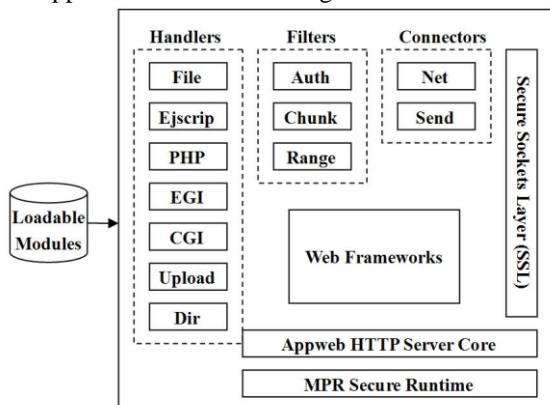 Handlers
File
Ejscrip
PHP
EGI
CGI
Upload
Dir
Filters
Auth
Chunk
Range
Connectors
Net
Send
Secure Sockets Layer (SSL)
Loadable
Modules
Web Frameworks
Appweb HTTP Server Core
MPR Secure Runtime